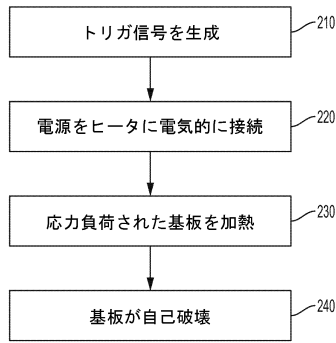 トリガ信号を生成
210
電源をヒータに電気的に接続
220
応力負荷された基板を加熱
230
基板が自己破壊
240